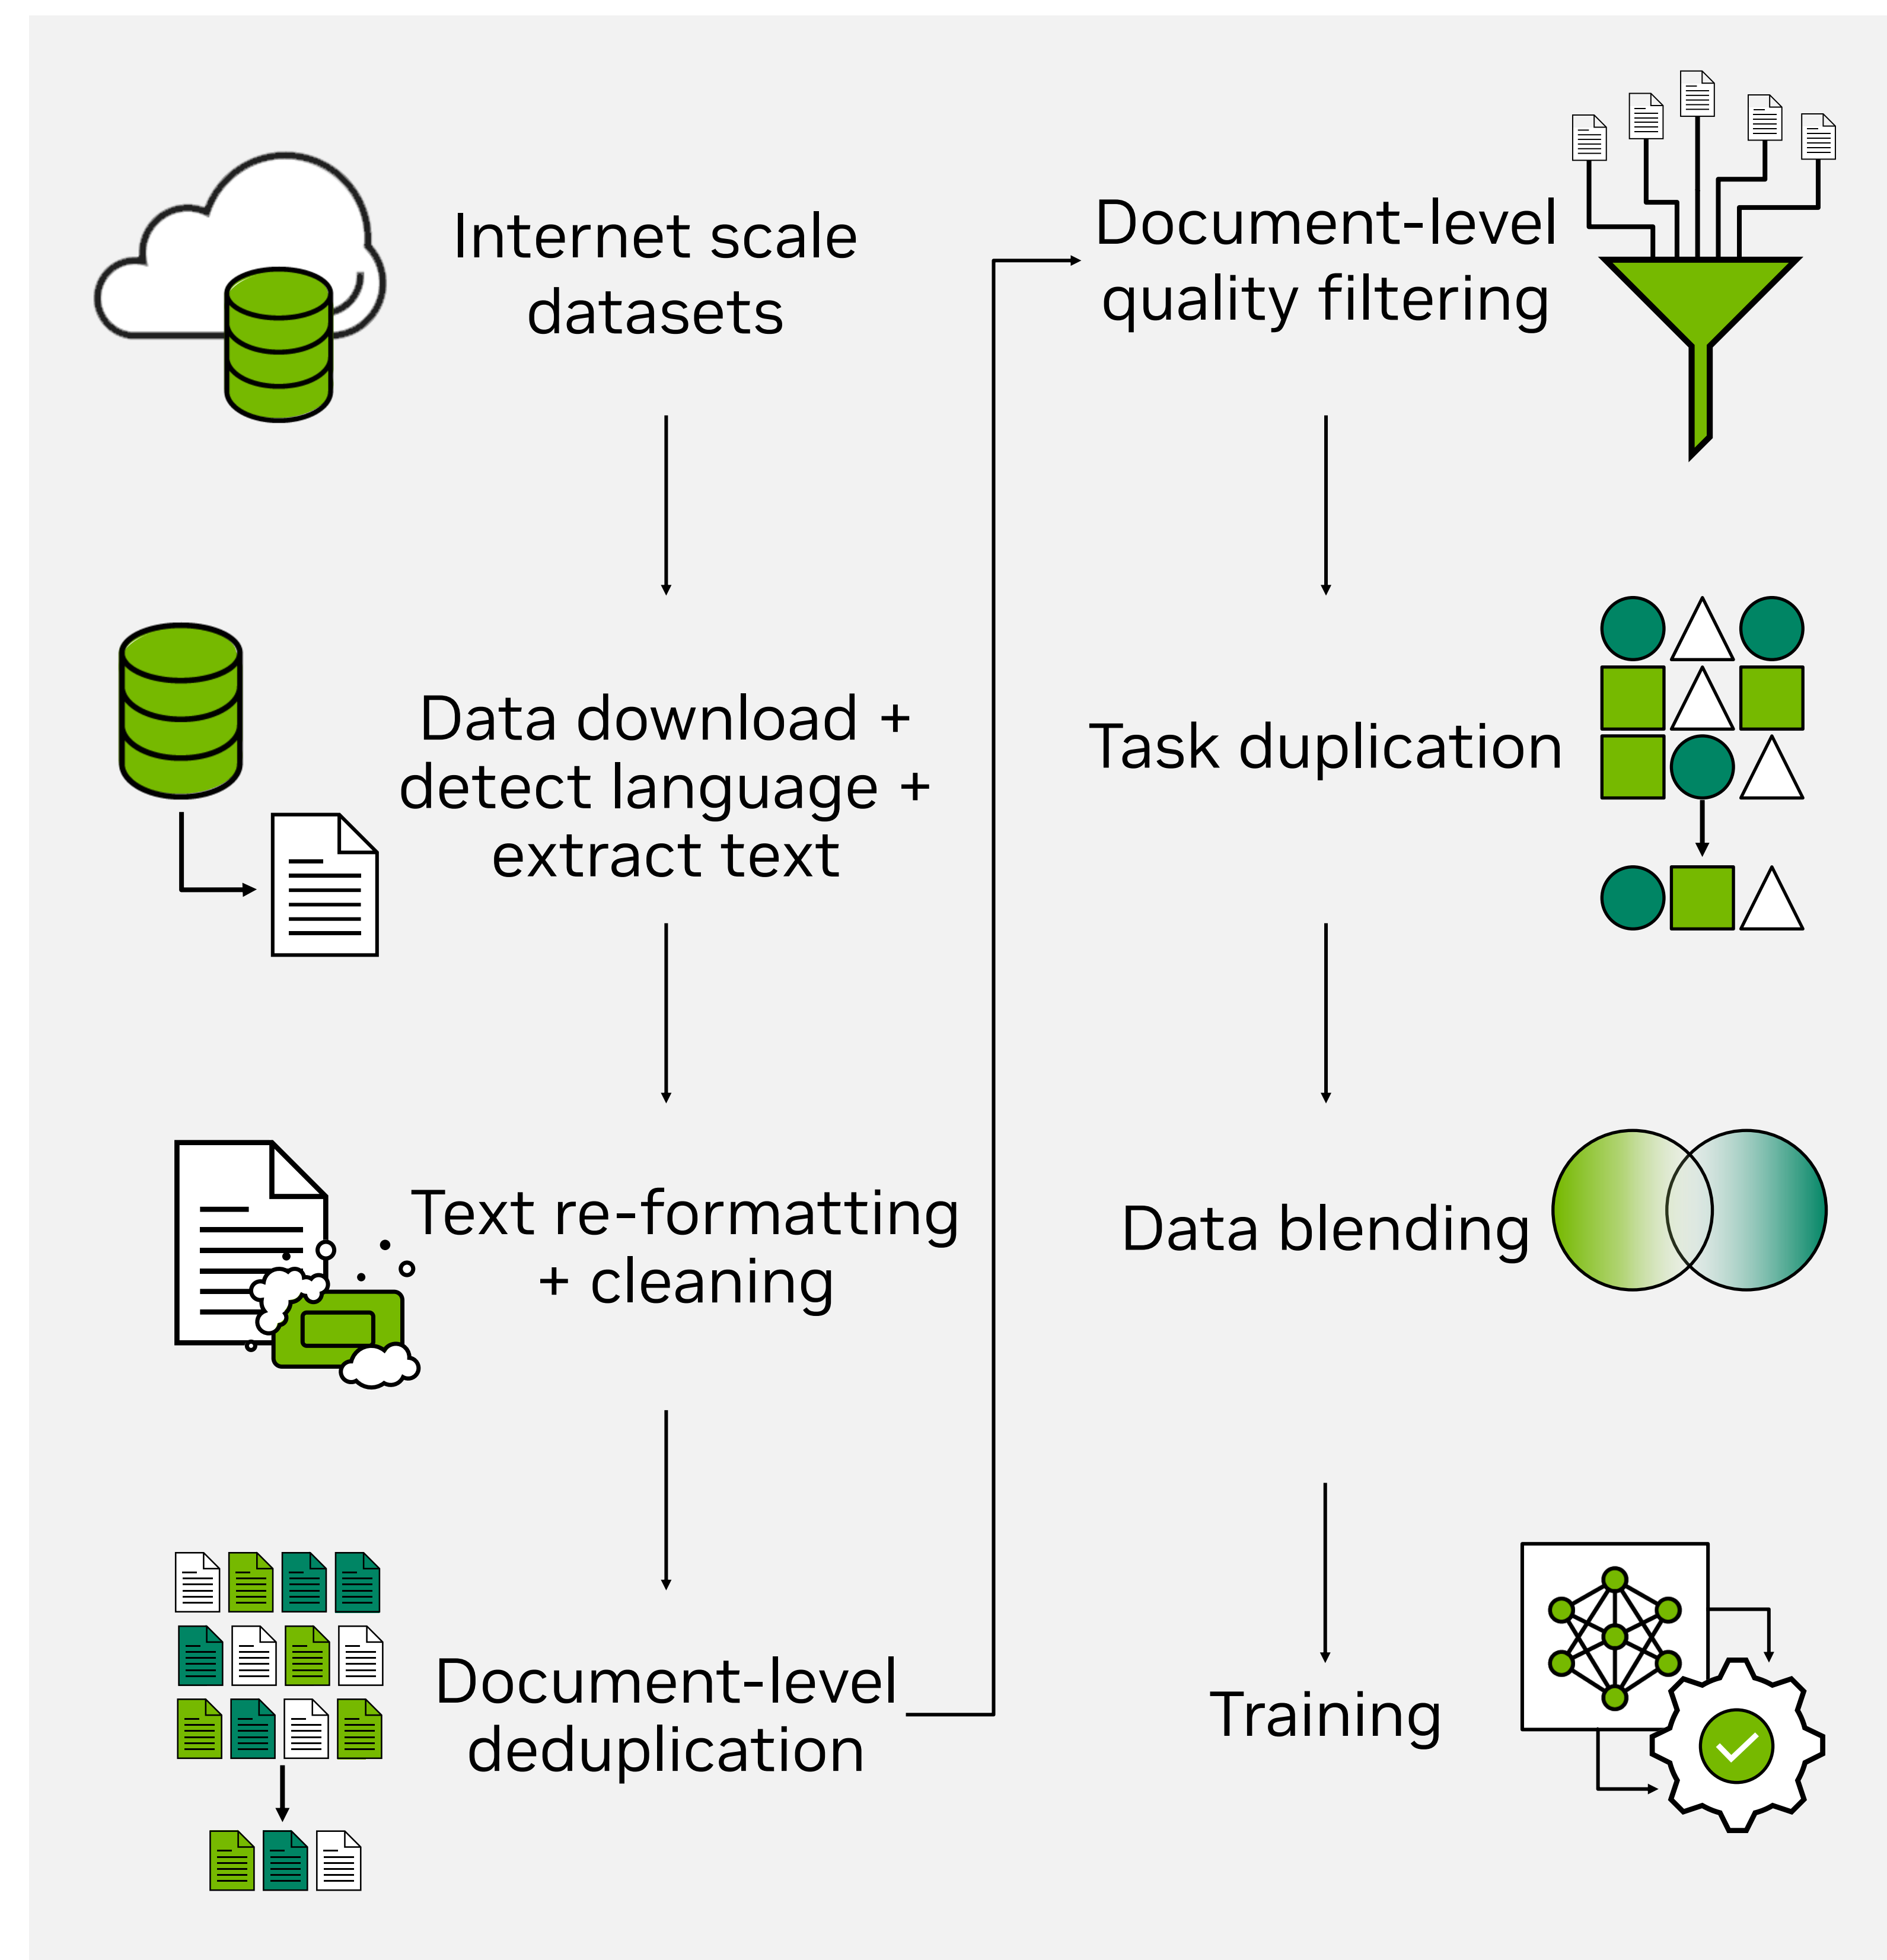 Internet scale
datasets
Data download +
detect language +
extract text
Text re-formatting
+ cleaning
Document-level
deduplication
Document-level
quality filtering
Task duplication
Data blending
Training